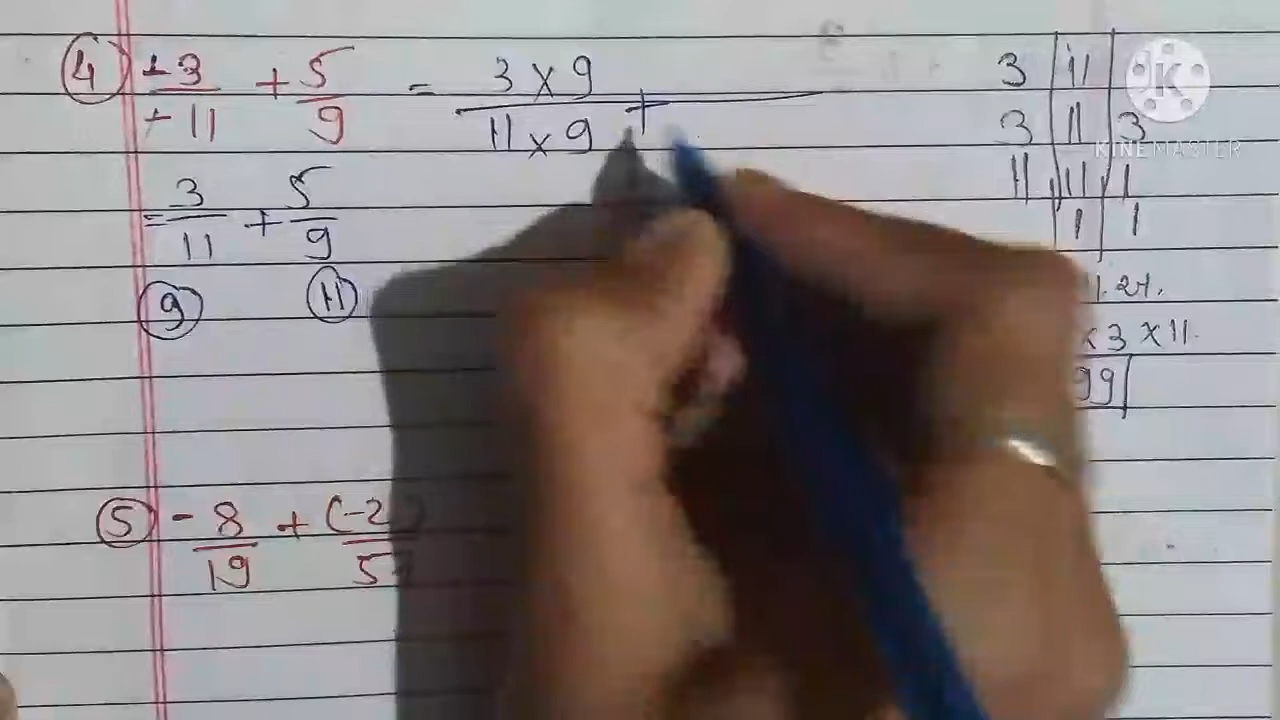 ④ -3/-11 + 5/9 = 3 x 9/11 x 9 +
= 3/11 + 5/9
⑨ ⑪
⑤ -8/19 + (-2)/57
3 | 11 |
3 | 11 | 3
11 | 11 | 1
1 | 1
x 3 x 11
99
K
KINEMASTER